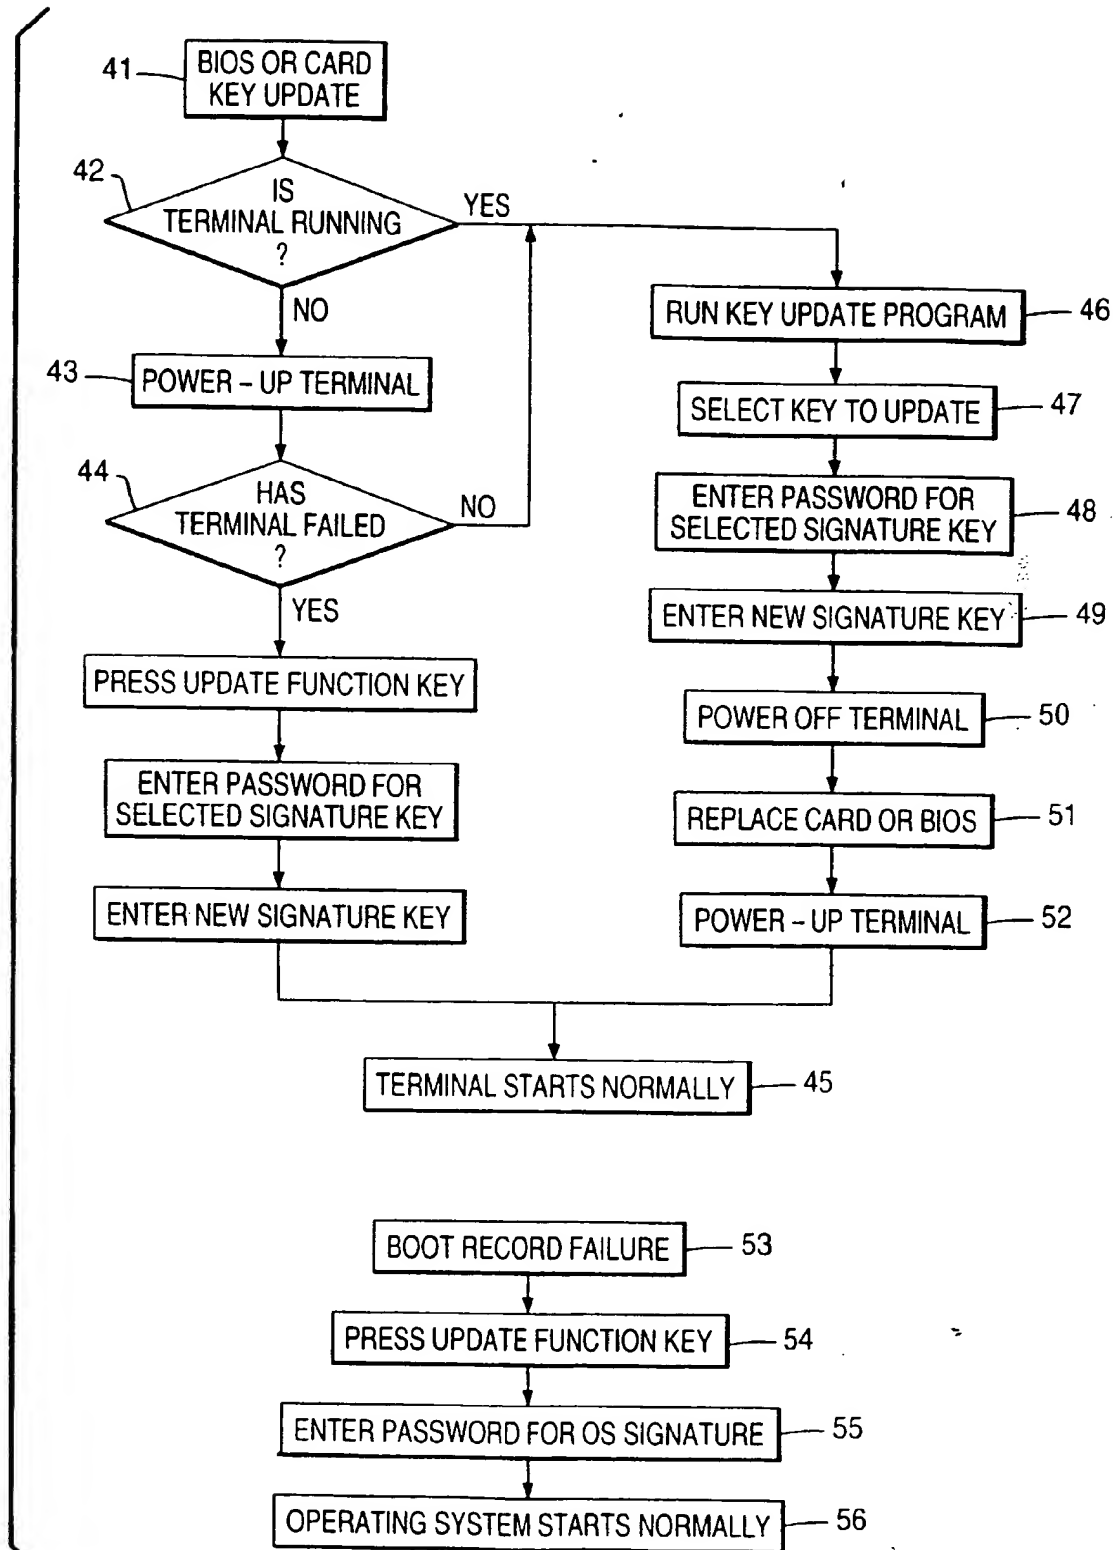 41
BIOS OR CARD
KEY UPDATE
42
IS
TERMINAL RUNNING
?
YES
NO
43
POWER – UP TERMINAL
44
HAS
TERMINAL FAILED
?
NO
YES
PRESS UPDATE FUNCTION KEY
ENTER PASSWORD FOR
SELECTED SIGNATURE KEY
ENTER NEW SIGNATURE KEY
RUN KEY UPDATE PROGRAM
46
SELECT KEY TO UPDATE
47
ENTER PASSWORD FOR
SELECTED SIGNATURE KEY
48
ENTER NEW SIGNATURE KEY
49
POWER OFF TERMINAL
50
REPLACE CARD OR BIOS
51
POWER – UP TERMINAL
52
TERMINAL STARTS NORMALLY
45
BOOT RECORD FAILURE
53
PRESS UPDATE FUNCTION KEY
54
ENTER PASSWORD FOR OS SIGNATURE
55
OPERATING SYSTEM STARTS NORMALLY
56